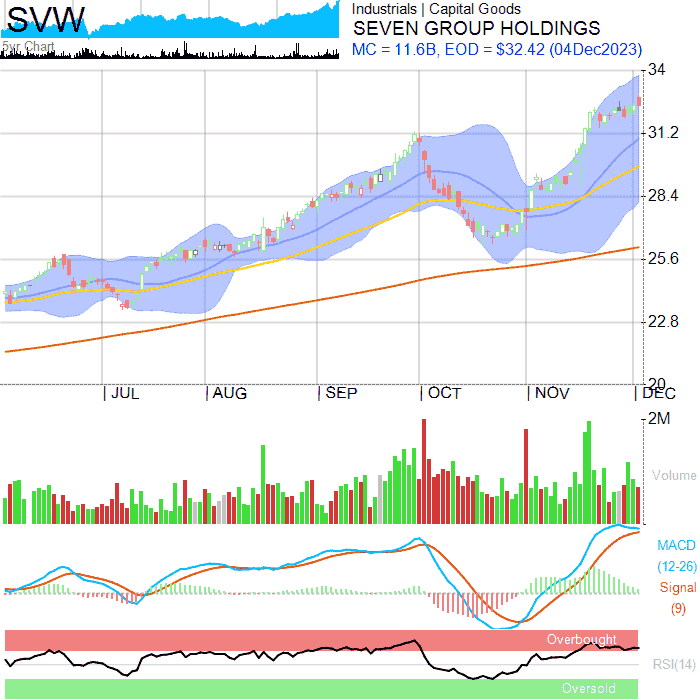 SVW
5yr Chart
Industrials | Capital Goods
SEVEN GROUP HOLDINGS
MC = 11.6B, EOD = $32.42 (04Dec2023)
34
31.2
28.4
25.6
22.8
20
JUL AUG SEP OCT NOV DEC
2M
Volume
MACD
(12-26)
Signal
(9)
Overbought
RSI(14)
Oversold